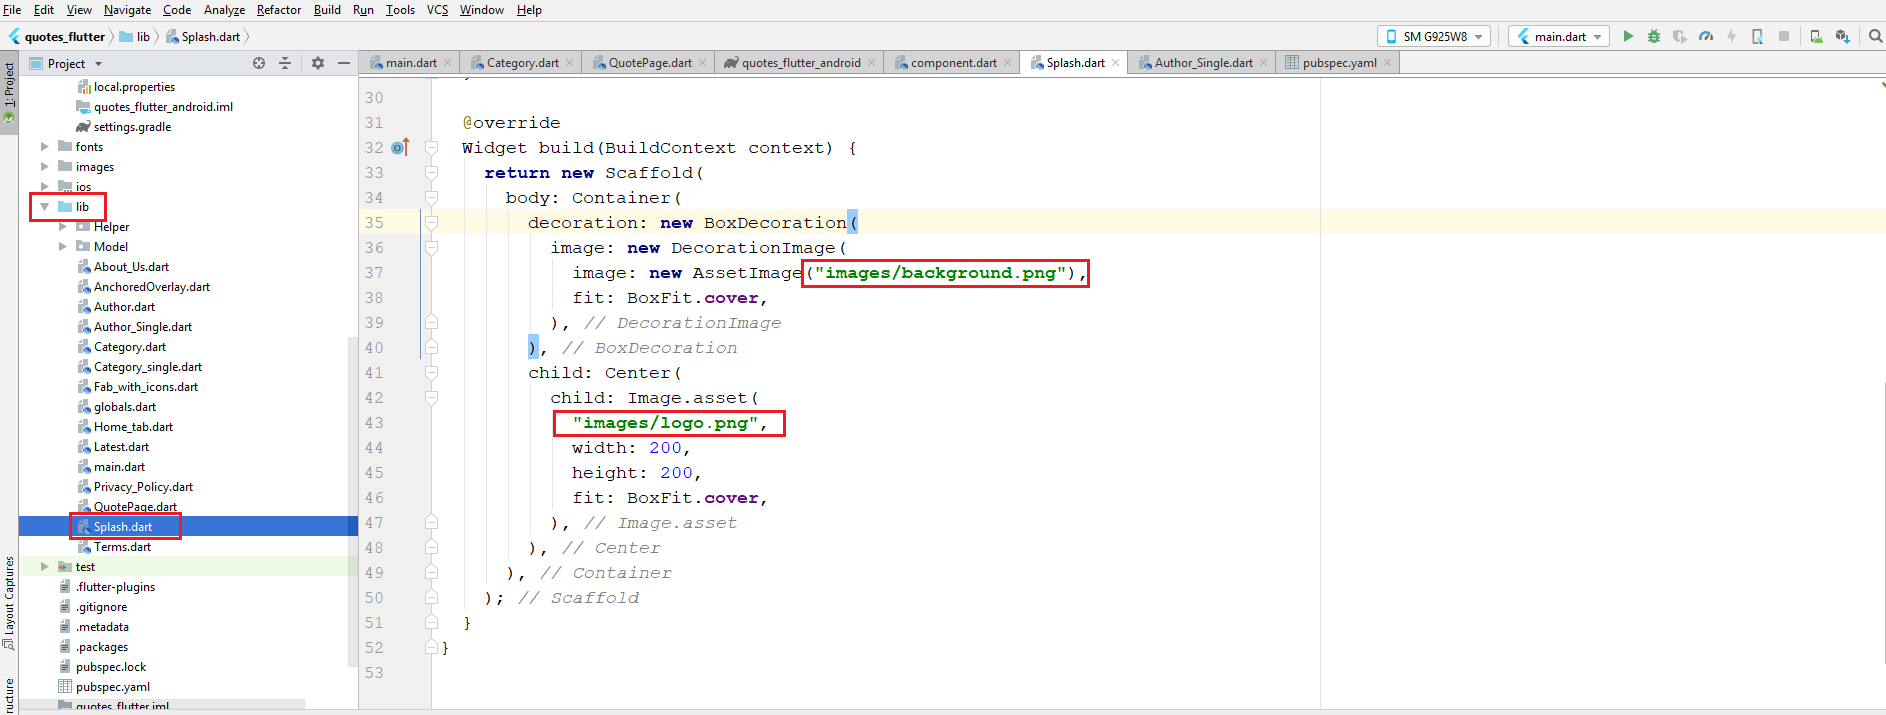 File Edit View Navigate Code Analyze Refactor Build Run Tools VCS Window Help
quotes_flutter lib Splash.dart SM G925W8 main.dart
Project main.dart Category.dart QuotePage.dart quotes_flutter_android component.dart Splash.dart Author_Single.dart pubspec.yaml
1: Project
Layout Captures
ructure
local.properties
quotes_flutter_android.iml
settings.gradle
fonts
images
ios
lib
Helper
Model
About_Us.dart
AnchoredOverlay.dart
Author.dart
Author_Single.dart
Category.dart
Category_single.dart
Fab_with_icons.dart
globals.dart
Home_tab.dart
Latest.dart
main.dart
Privacy_Policy.dart
QuotePage.dart
Splash.dart
Terms.dart
test
.flutter-plugins
.gitignore
.metadata
.packages
pubspec.lock
pubspec.yaml
quotes_flutter.iml
30
31 @override
32 Widget build(BuildContext context) {
33 return new Scaffold(
34 body: Container(
35 decoration: new BoxDecoration(
36 image: new DecorationImage(
37 image: new AssetImage("images/background.png"),
38 fit: BoxFit.cover,
39 ), // DecorationImage
40 ), // BoxDecoration
41 child: Center(
42 child: Image.asset(
43 "images/logo.png",
44 width: 200,
45 height: 200,
46 fit: BoxFit.cover,
47 ), // Image.asset
48 ), // Center
49 ), // Container
50 ); // Scaffold
51 }
52 }
53